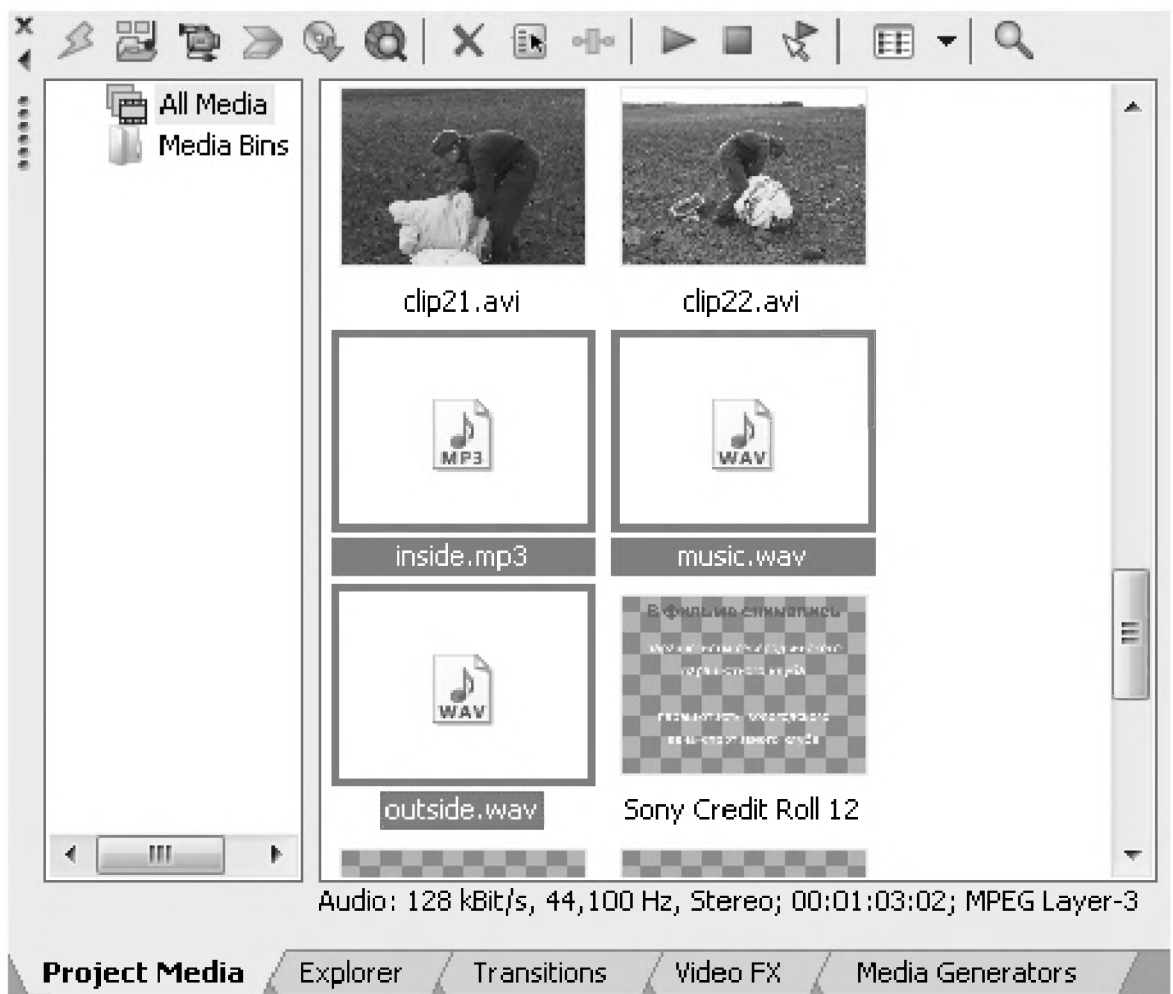 All Media
Media Bins
clip21.avi
clip22.avi
MP3
WAV
inside.mp3
music.wav
WAV
В фильме снимались
outside.wav
Sony Credit Roll 12
Audio: 128 kBit/s, 44,100 Hz, Stereo; 00:01:03:02; MPEG Layer-3
Project Media
Explorer
Transitions
Video FX
Media Generators